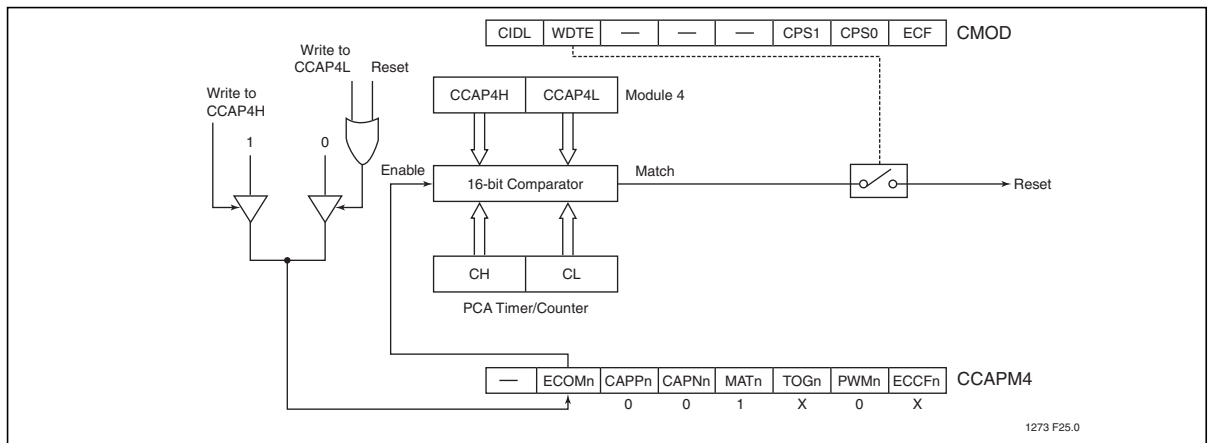 CIDL WDTE — — — CPS1 CPS0 ECF CMOD
Write to
CCAP4L Reset
Write to
CCAP4H
CCAP4H CCAP4L Module 4
1 0
Enable
16-bit Comparator
Match
Reset
CH CL
PCA Timer/Counter
— ECOMn CAPPn CAPNn MATn TOGn PWMn ECCFn CCAPM4
0 0 1 X 0 X
1273 F25.0